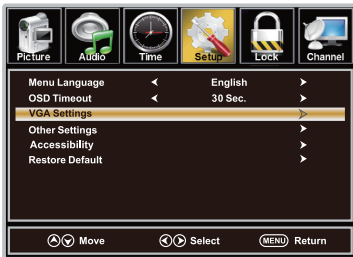 Picture Audio Time Setup Lock Channel
Menu Language English
OSD Timeout 30 Sec.
VGA Settings
Other Settings
Accessibility
Restore Default
Move Select MENU Return